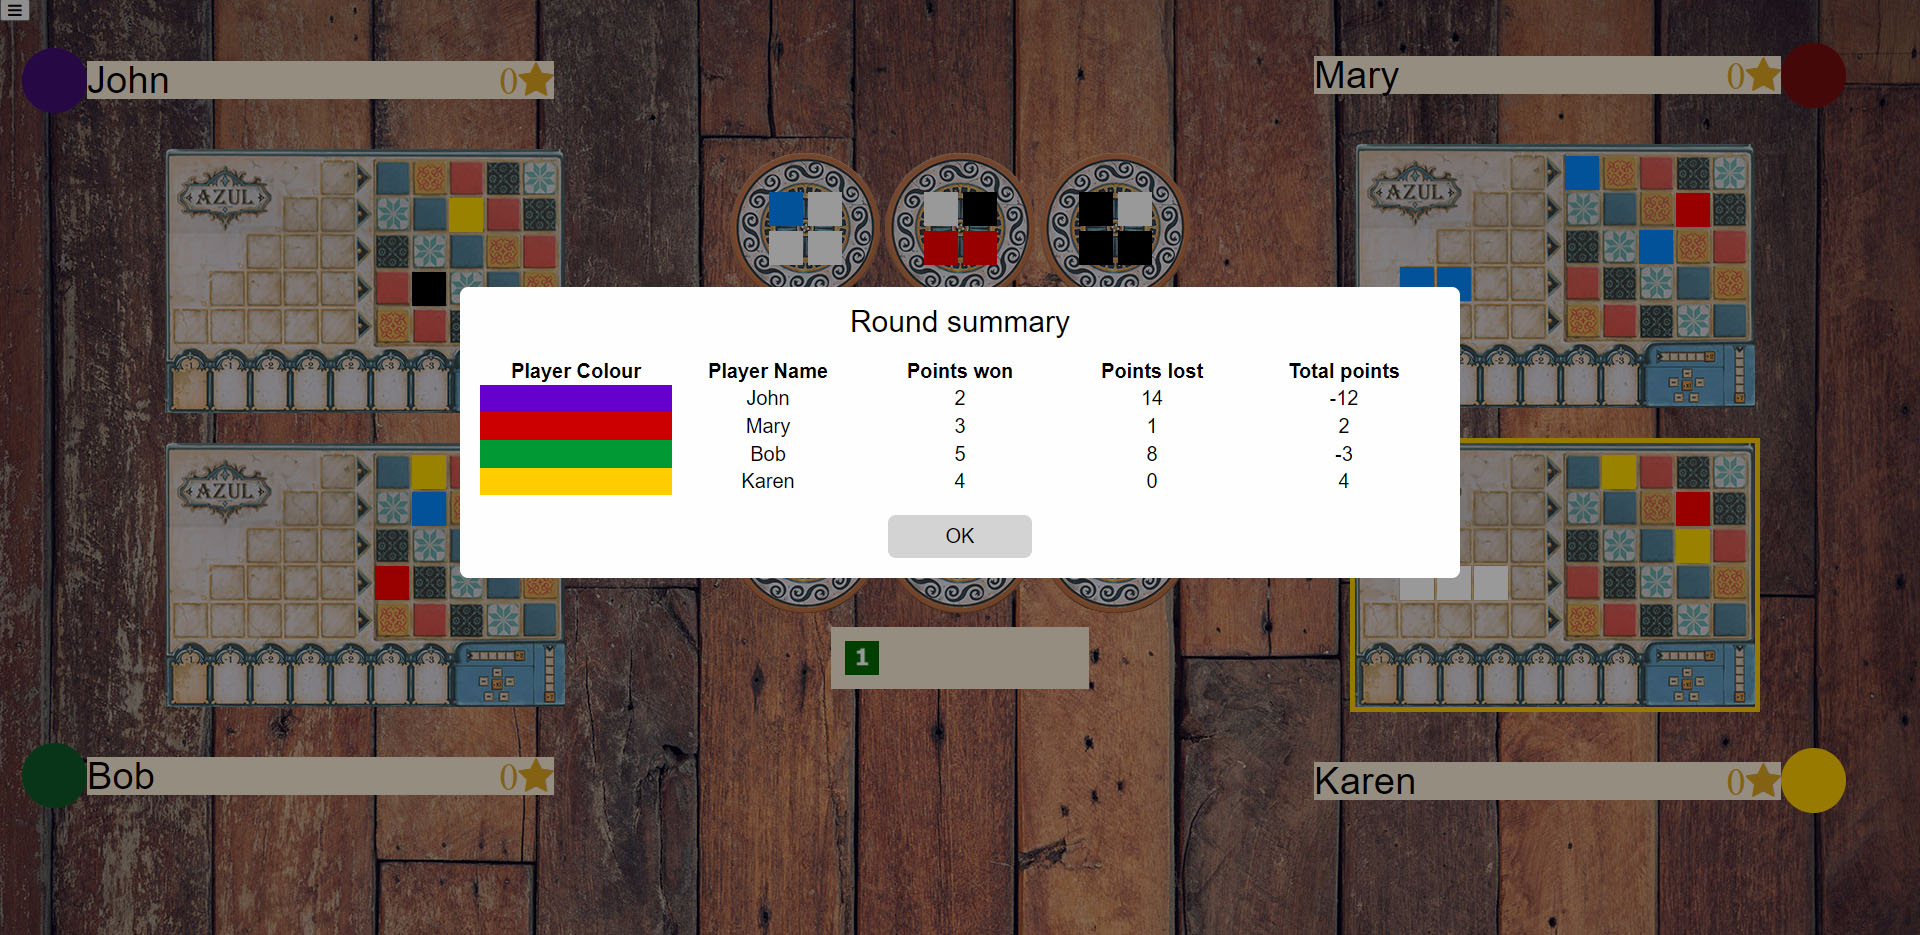 John
0
Mary
0
AZUL
AZUL
Round summary
Player Colour Player Name Points won Points lost Total points
John 2 14 -12
Mary 3 1 2
Bob 5 8 -3
Karen 4 0 4
OK
AZUL
1
Bob
0
Karen
0